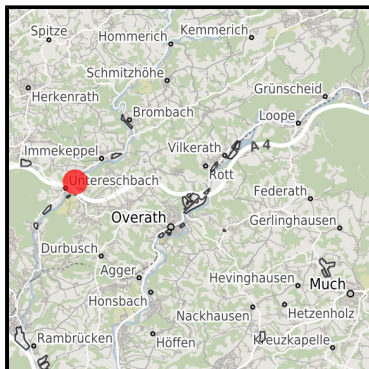 Spitze
Hommerich
Kemmerich
Schmitzhöhe
Herkenrath
Grünscheid
Brombach
Loope
Immekeppel
Vilkerath
A 4
Untereschbach
Rott
Federath
Overath
Gerlinghausen
Durbusch
Agger
Hevinghausen
Much
Honsbach
Nackhausen
Hetzenholz
Rambrücken
Höffen
Kreuzkapelle